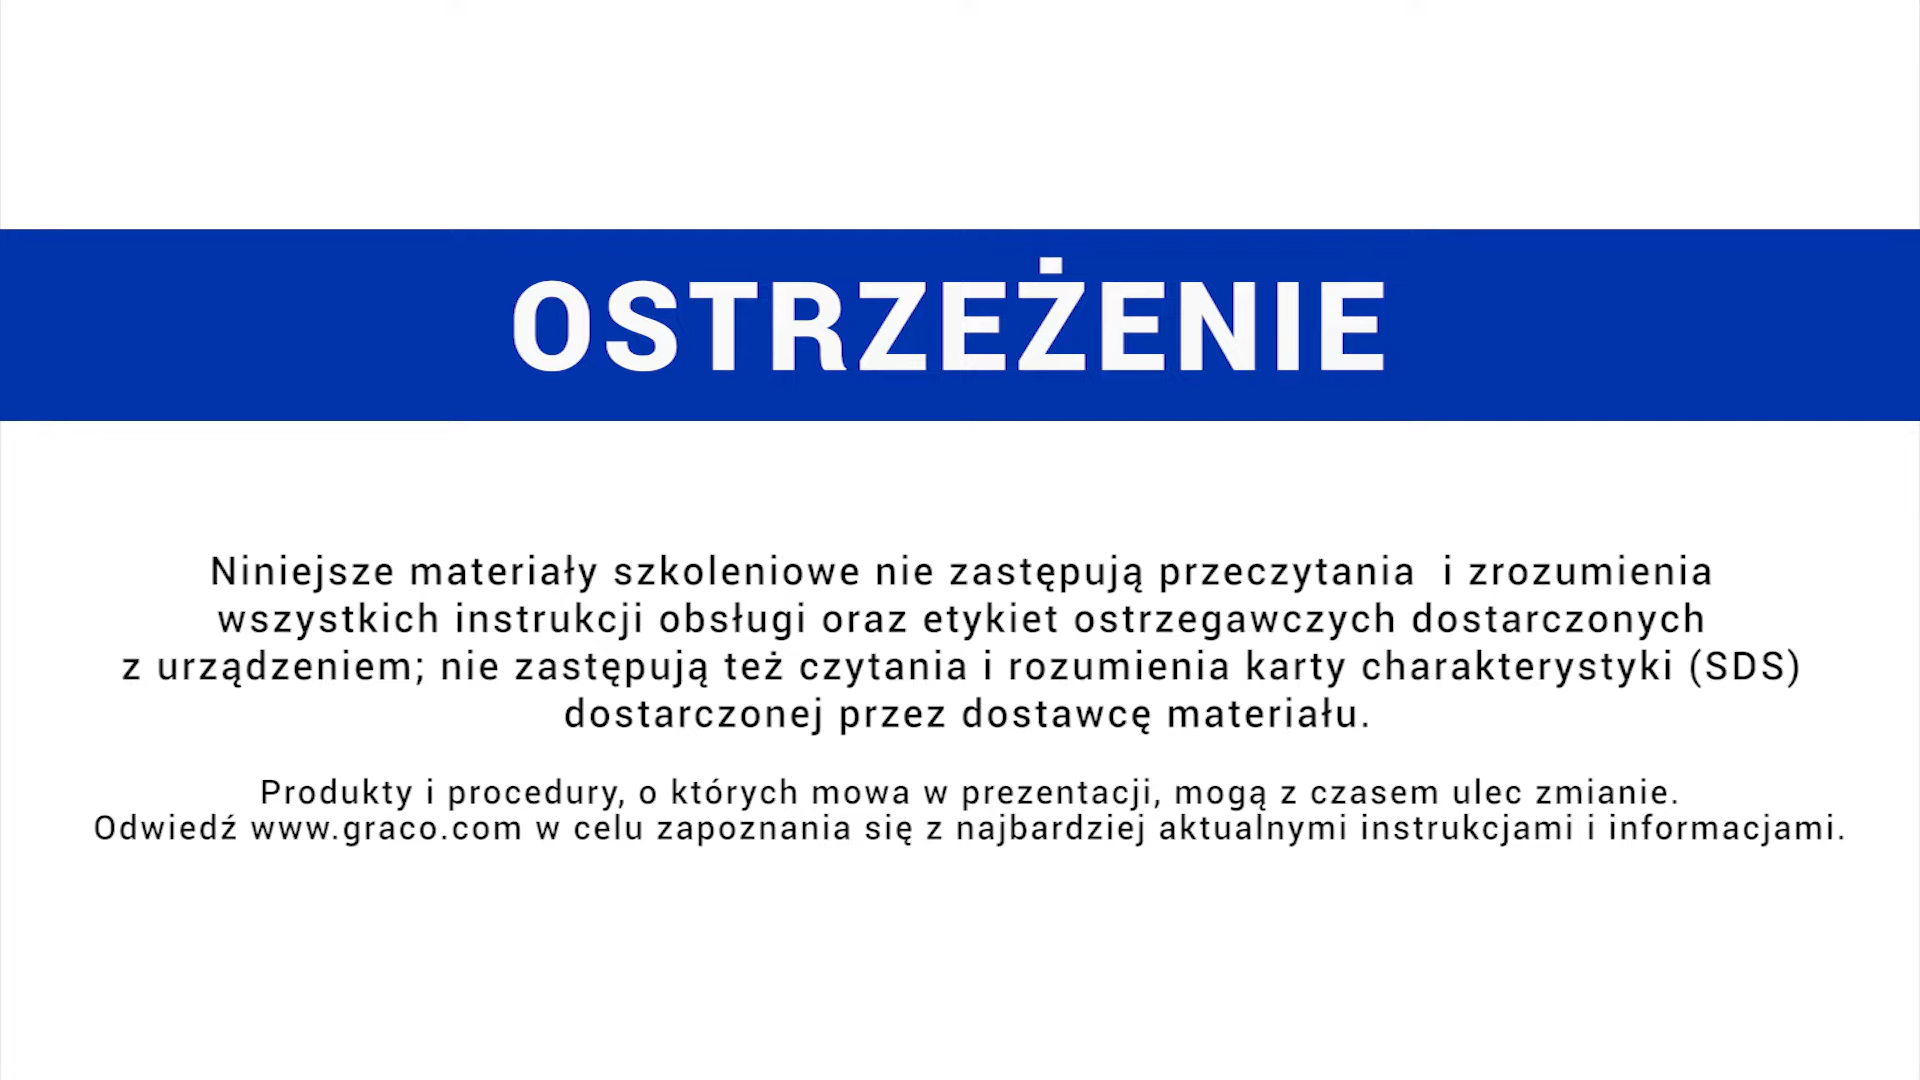 OSTRZEŻENIE
Niniejsze materiały szkoleniowe nie zastępują przeczytania  i zrozumienia
wszystkich instrukcji obsługi oraz etykiet ostrzegawczych dostarczonych
z urządzeniem; nie zastępują też czytania i rozumienia karty charakterystyki (SDS)
dostarczonej przez dostawcę materiału.
Produkty i procedury, o których mowa w prezentacji, mogą z czasem ulec zmianie.
Odwiedź www.graco.com w celu zapoznania się z najbardziej aktualnymi instrukcjami i informacjami.